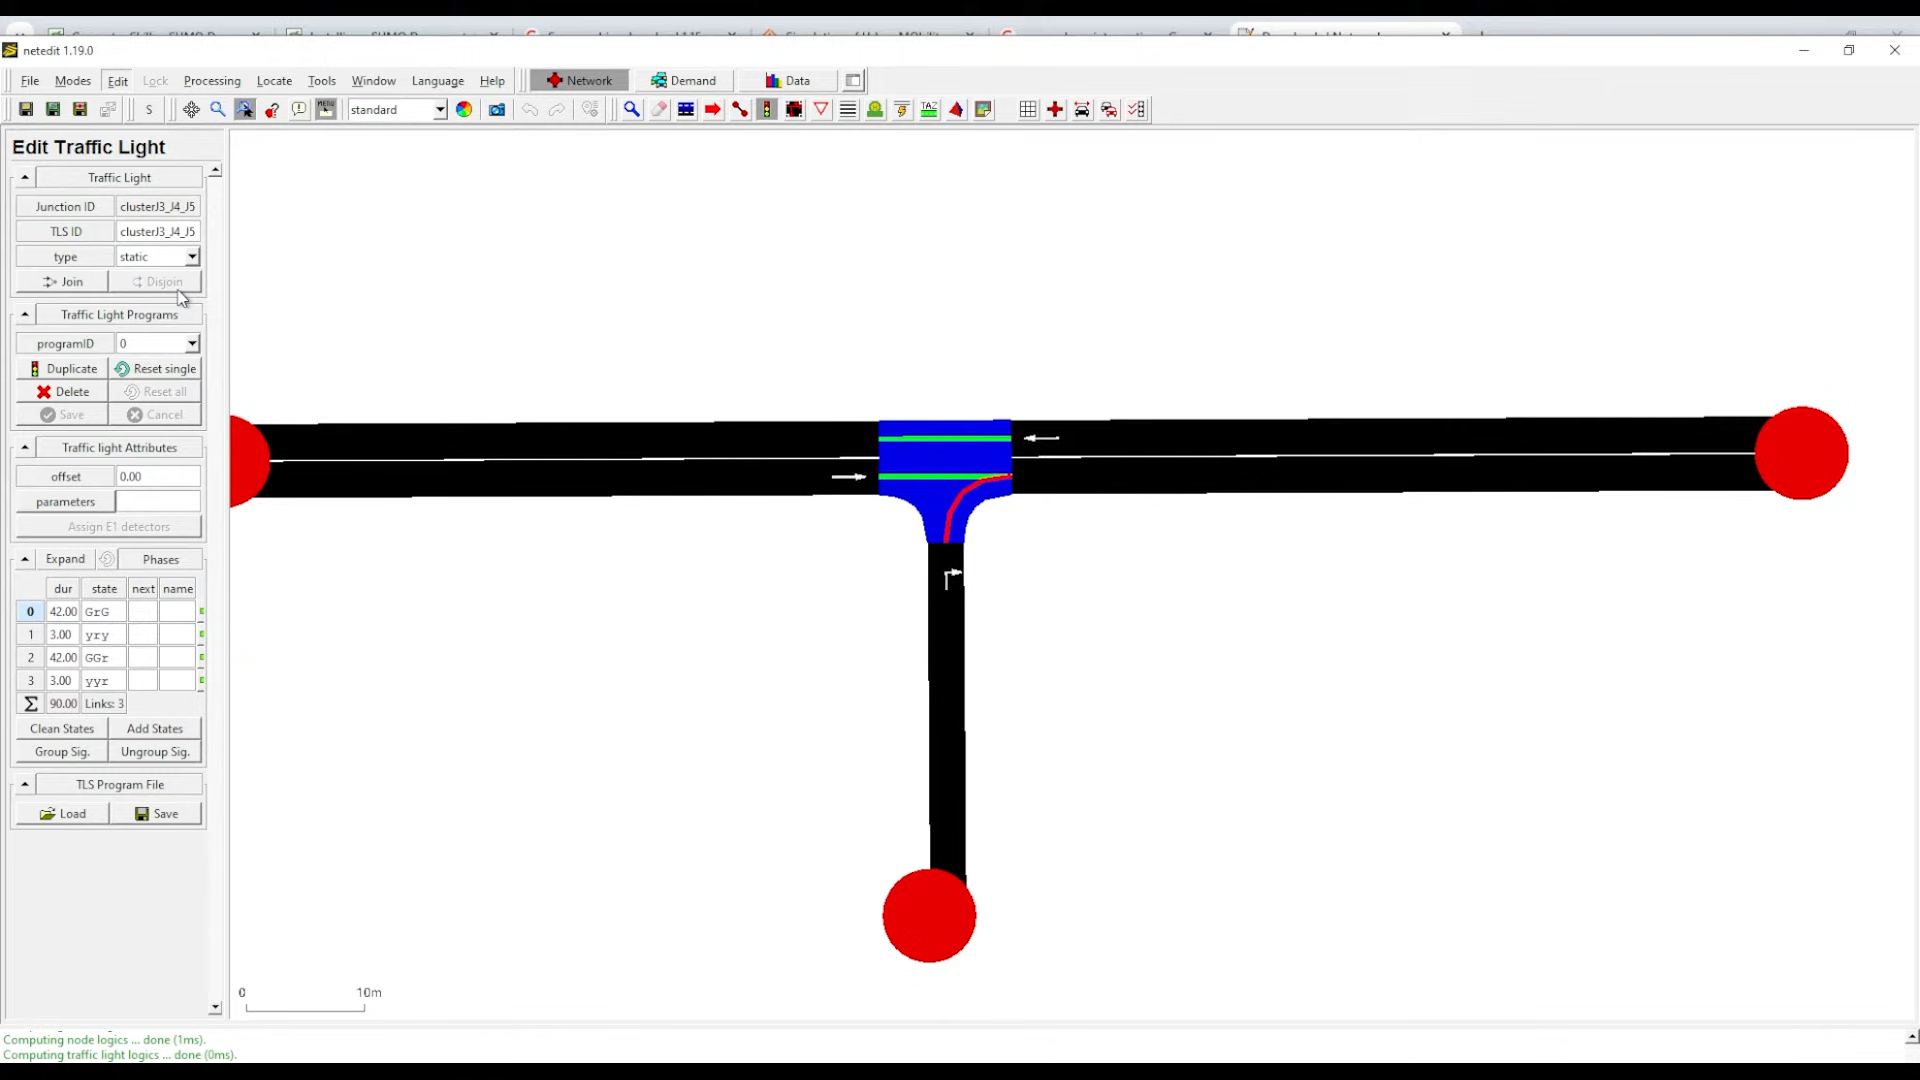 netedit 1.19.0
File Modes Edit Lock Processing Locate Tools Window Language Help Network Demand Data
S MENU standard TAZ
Edit Traffic Light
Traffic Light
Junction ID clusterJ3_J4_J5
TLS ID clusterJ3_J4_J5
type static
Join Disjoin
Traffic Light Programs
programID 0
Duplicate Reset single
Delete Reset all
Save Cancel
Traffic light Attributes
offset 0.00
parameters
Assign E1 detectors
Expand Phases
dur state next name
0 42.00 GrG
1 3.00 yry
2 42.00 GGr
3 3.00 yyr
Σ 90.00 Links: 3
Clean States Add States
Group Sig. Ungroup Sig.
TLS Program File
Load Save
0 10m
Computing node logics ... done (1ms).
Computing traffic light logics ... done (0ms).